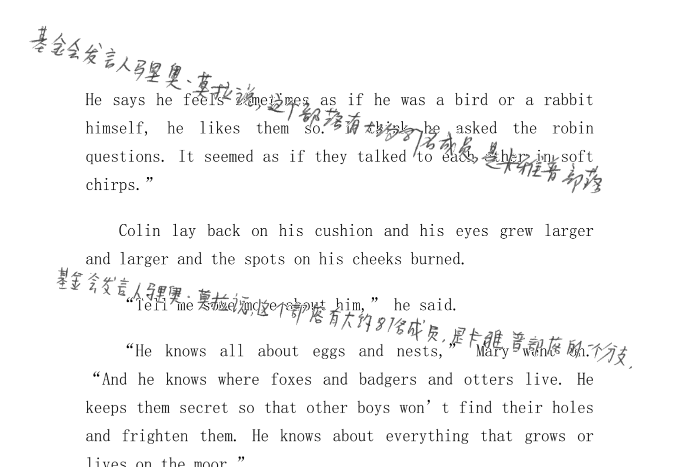 基金会发言人马里奥·莫拉说,这个部落有大约87名成员,是卡雅普部落
He says he feels sometimes as if he was a bird or a rabbit
himself, he likes them so. I think he asked the robin
questions. It seemed as if they talked to each other in soft
chirps.”
Colin lay back on his cushion and his eyes grew larger
and larger and the spots on his cheeks burned.
基金会发言人马里奥·莫拉说,这个部落有大约87名成员,是卡雅普部落的一个分支.
“Tell me some more about him,” he said.
“He knows all about eggs and nests,” Mary went on.
“And he knows where foxes and badgers and otters live. He
keeps them secret so that other boys won’t find their holes
and frighten them. He knows about everything that grows or
lives on the moor.”